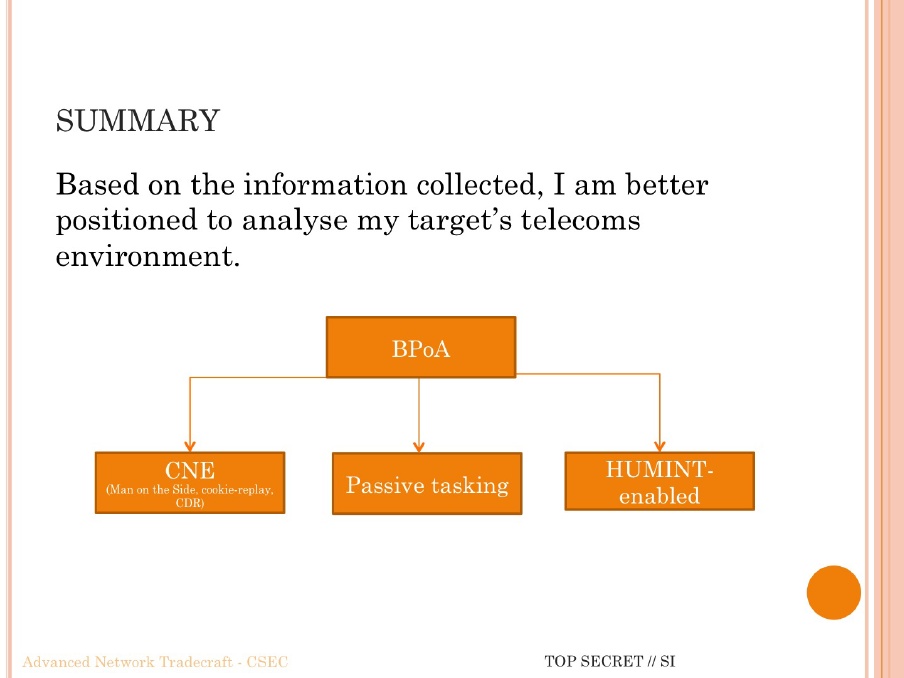 SUMMARY
Based on the information collected, I am better
positioned to analyse my target’s telecoms
environment.
BPoA
CNE
(Man on the Side, cookie-replay,
CDR)
Passive tasking
HUMINT-
enabled
Advanced Network Tradecraft - CSEC
TOP SECRET // SI